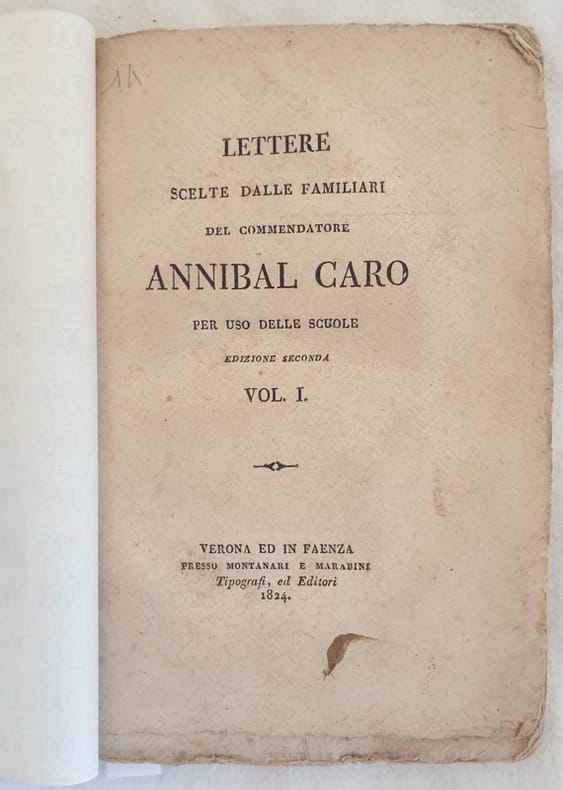 LETTERE
SCELTE DALLE FAMILIARI
DEL COMMENDATORE
ANNIBAL CARO
PER USO DELLE SCUOLE
EDIZIONE SECONDA
VOL. I.
VERONA ED IN FAENZA
PRESSO MONTANARI E MARABINI
Tipografi, ed Editori
1824.